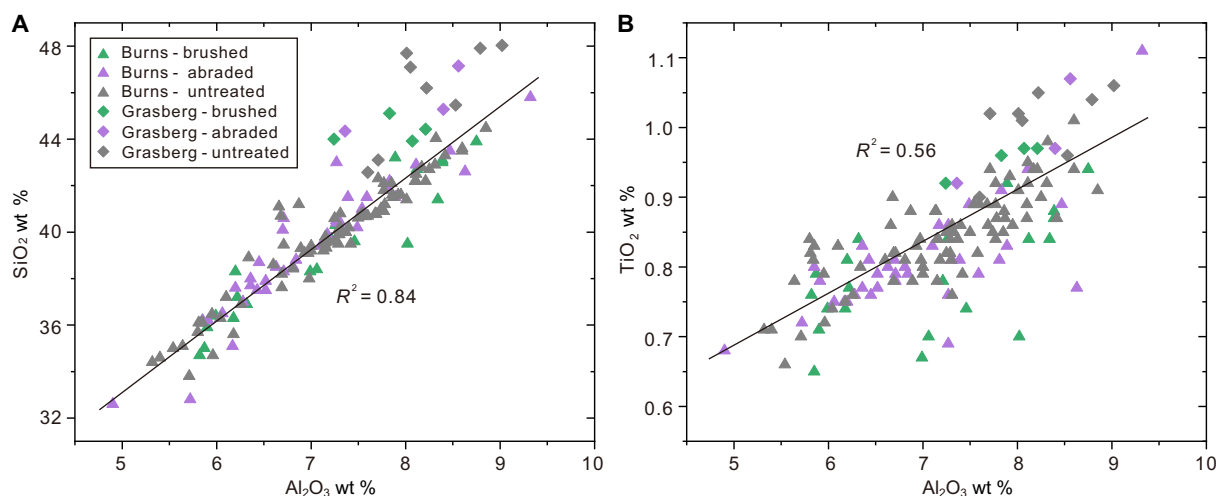 A
Burns - brushed
Burns - abraded
Burns - untreated
Grasberg - brushed
Grasberg - abraded
Grasberg - untreated
R² = 0.84
SiO₂ wt %
48
44
40
36
32
5 6 7 8 9 10
Al₂O₃ wt %
B
R² = 0.56
TiO₂ wt %
1.1
1.0
0.9
0.8
0.7
0.6
5 6 7 8 9 10
Al₂O₃ wt %